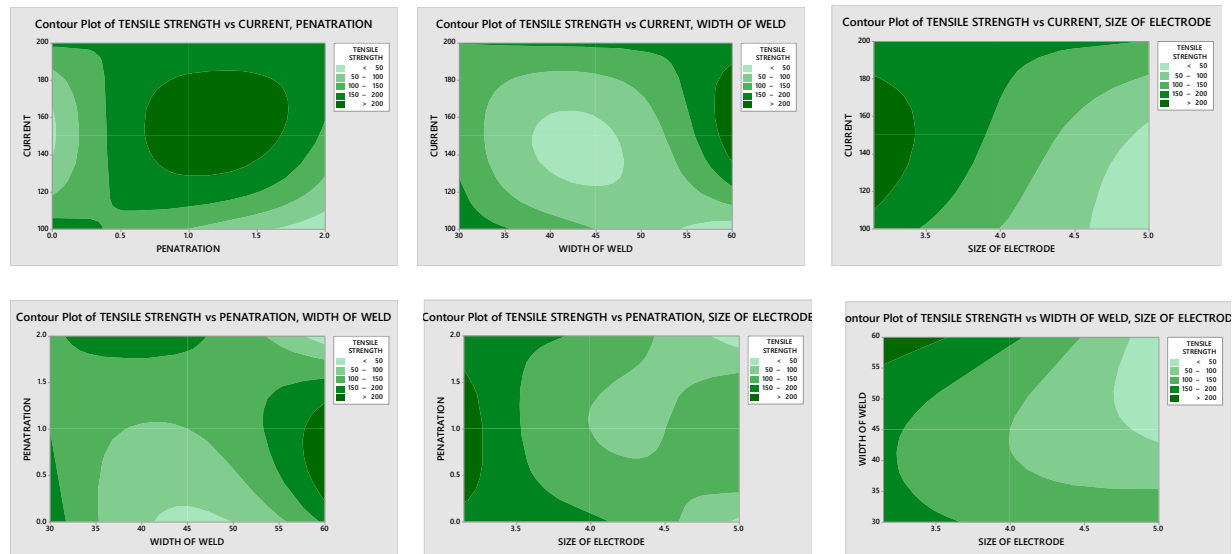 Contour Plot of TENSILE STRENGTH vs CURRENT, PENATRATION
200
180
160
140
120
100
CURRENT
0.0 0.5 1.0 1.5 2.0
PENATRATION
TENSILE
STRENGTH
< 50
50 – 100
100 – 150
150 – 200
> 200
Contour Plot of TENSILE STRENGTH vs CURRENT, WIDTH OF WELD
200
180
160
140
120
100
CURRENT
30 35 40 45 50 55 60
WIDTH OF WELD
TENSILE
STRENGTH
< 50
50 – 100
100 – 150
150 – 200
> 200
Contour Plot of TENSILE STRENGTH vs CURRENT, SIZE OF ELECTRODE
200
180
160
140
120
100
CURRENT
3.5 4.0 4.5 5.0
SIZE OF ELECTRODE
TENSILE
STRENGTH
< 50
50 – 100
100 – 150
150 – 200
> 200
Contour Plot of TENSILE STRENGTH vs PENATRATION, WIDTH OF WELD
2.0
1.5
1.0
0.5
0.0
PENATRATION
30 35 40 45 50 55 60
WIDTH OF WELD
TENSILE
STRENGTH
< 50
50 – 100
100 – 150
150 – 200
> 200
Contour Plot of TENSILE STRENGTH vs PENATRATION, SIZE OF ELECTRODE
2.0
1.5
1.0
0.5
0.0
PENATRATION
3.5 4.0 4.5 5.0
SIZE OF ELECTRODE
TENSILE
STRENGTH
< 50
50 – 100
100 – 150
150 – 200
> 200
ontour Plot of TENSILE STRENGTH vs WIDTH OF WELD, SIZE OF ELECTROD
60
55
50
45
40
35
30
WIDTH OF WELD
3.5 4.0 4.5 5.0
SIZE OF ELECTRODE
TENSILE
STRENGTH
< 50
50 – 100
100 – 150
150 – 200
> 200